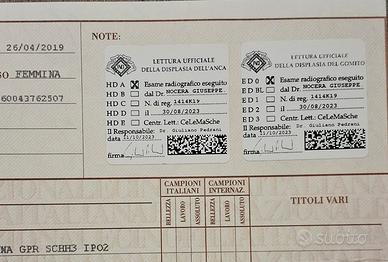 NOTE:
26/04/2019
SO FEMMINA
60043762507
LETTURA UFFICIALE
DELLA DISPLASIA DELL'ANCA
HD A X Esame radiografico eseguito
HD B dal Dr. NOCERA GIUSEPPE.
HD C N. di reg. 1414K19
HD D il 30/08/2023
HD E Centr. Lett.: CeLeMaSche
Il Responsabile: Dr Giuliano Pedrani
data 11/10/2023
firma
LETTURA UFFICIALE
DELLA DISPLASIA DEL GOMITO
ED 0 X Esame radiografico eseguito
ED BL dal Dr. NOCERA GIUSEPPE.
ED 1 N. di reg. 1414K19
ED 2 il 30/08/2023
ED 3 Centr. Lett.: CeLeMaSche
Il Responsabile: Dr Giuliano Pedrani
data 11/10/2023
firma
CAMPIONI ITALIANI
CAMPIONI INTERNAZ.
TITOLI VARI
BELLEZZA
LAVORO
ASSOLUTO
BELLEZZA
LAVORO
ASSOLUTO
NA GPR SCHH3 IPO2
subito.it